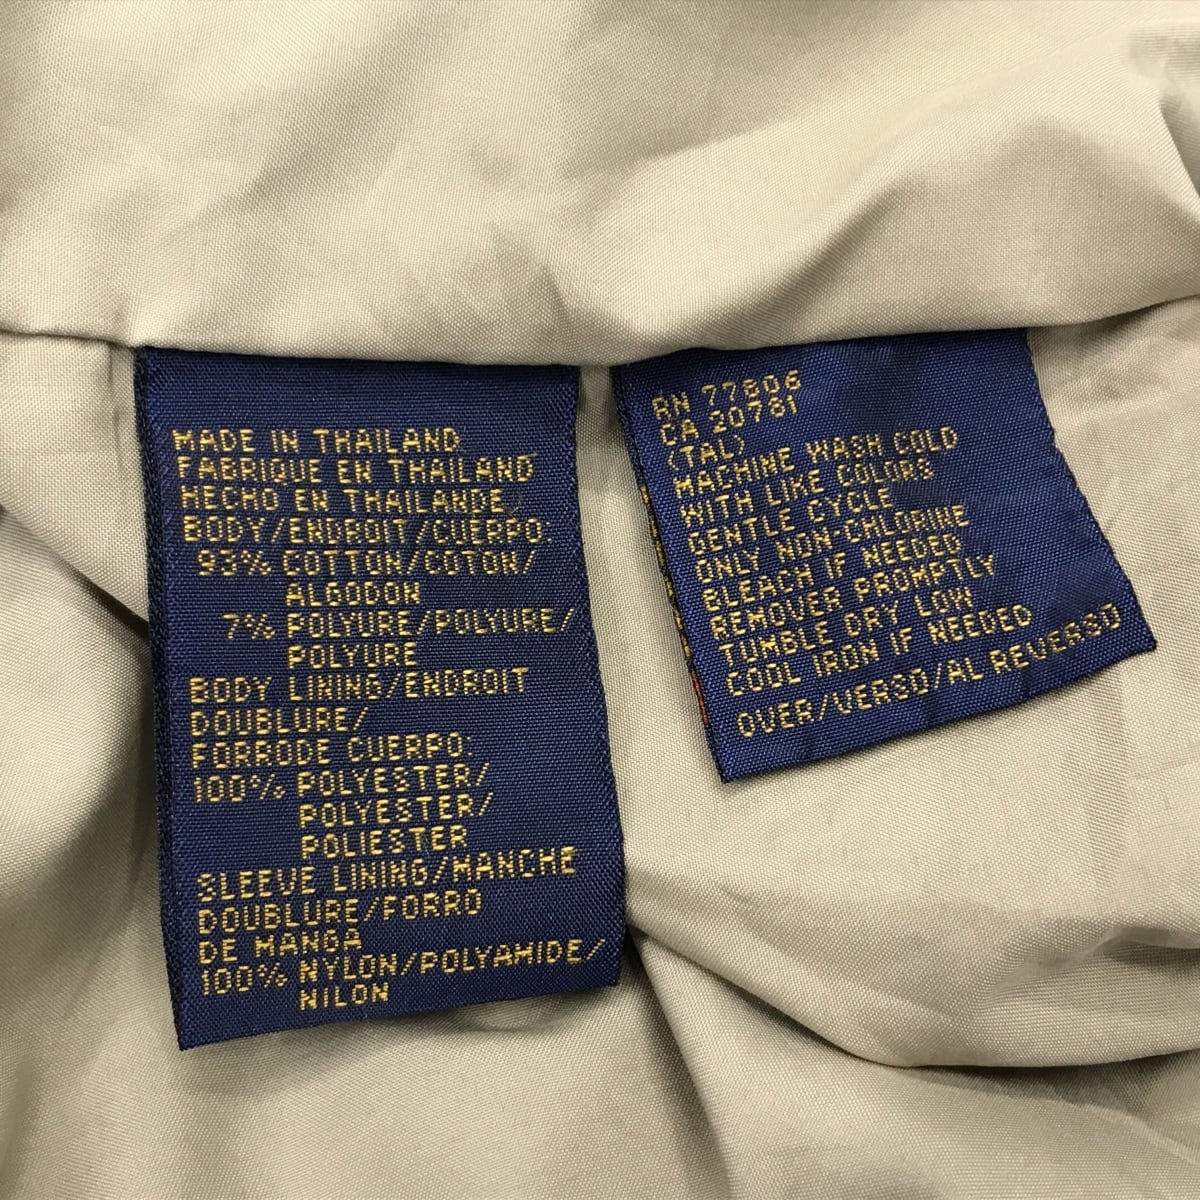 MADE IN THAILAND
FABRIQUE EN THAILAND
HECHO EN THAILANDE
BODY/ENDROIT/CUERPO:
93% COTTON/COTON/
ALGODON
7% POLYURE/POLYURE/
POLYURE
BODY LINING/ENDROIT
DOUBLURE/
FORRODE CUERPO:
100% POLYESTER/
POLYESTER/
POLIESTER
SLEEVE LINING/MANCHE
DOUBLURE/FORRO
DE MANGA
100% NYLON/POLYAMIDE/
NILON
RN 77806
CA 20781
(TAL)
MACHINE WASH COLD
WITH LIKE COLORS
GENTLE CYCLE
ONLY NON-CHLORINE
BLEACH IF NEEDED
REMOVER PROMPTLY
TUMBLE DRY LOW
COOL IRON IF NEEDED
OVER/VERSO/AL REVERSO